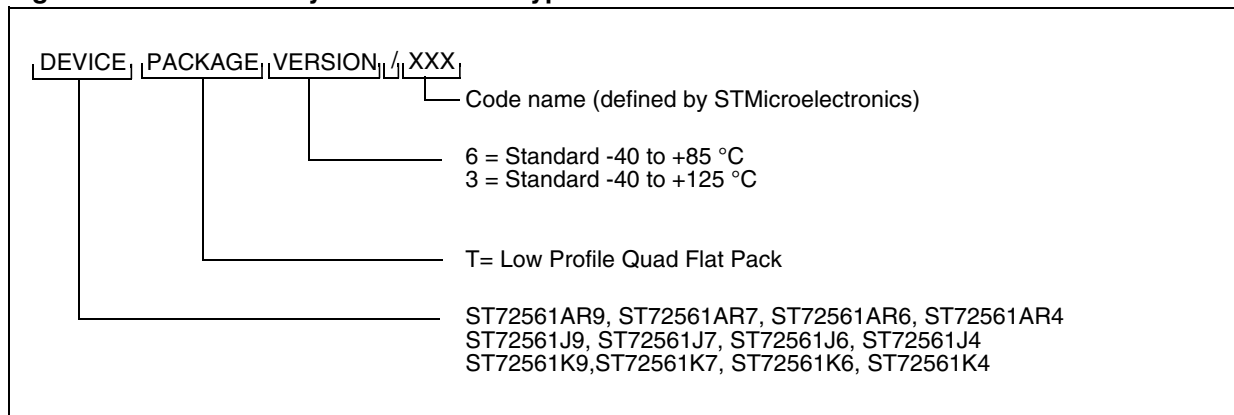 DEVICE PACKAGE VERSION / XXX
Code name (defined by STMicroelectronics)
6 = Standard -40 to +85 °C
3 = Standard -40 to +125 °C
T= Low Profile Quad Flat Pack
ST72561AR9, ST72561AR7, ST72561AR6, ST72561AR4
ST72561J9, ST72561J7, ST72561J6, ST72561J4
ST72561K9,ST72561K7, ST72561K6, ST72561K4